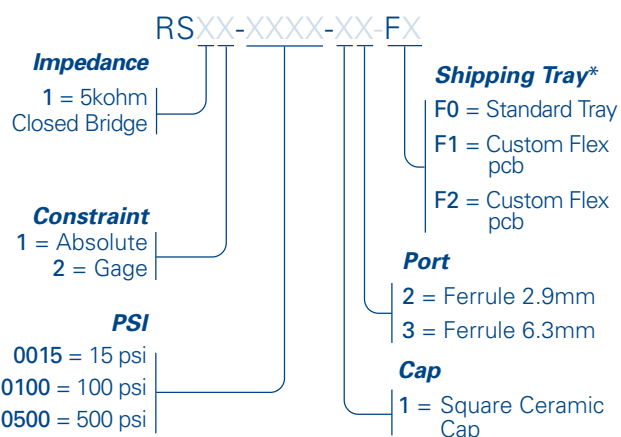 RSXX-XXXX-XX-FX
Impedance
1 = 5kohm
Closed Bridge
Constraint
1 = Absolute
2 = Gage
PSI
0015 = 15 psi
0100 = 100 psi
0500 = 500 psi
Shipping Tray*
F0 = Standard Tray
F1 = Custom Flex
pcb
F2 = Custom Flex
pcb
Port
2 = Ferrule 2.9mm
3 = Ferrule 6.3mm
Cap
1 = Square Ceramic
Cap